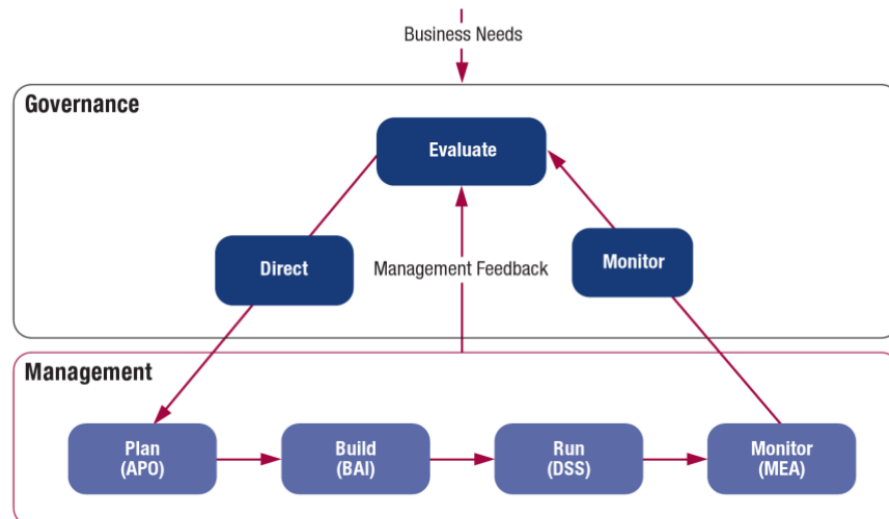 Business Needs
Governance
Evaluate
Direct
Management Feedback
Monitor
Management
Plan
(APO)
Build
(BAI)
Run
(DSS)
Monitor
(MEA)